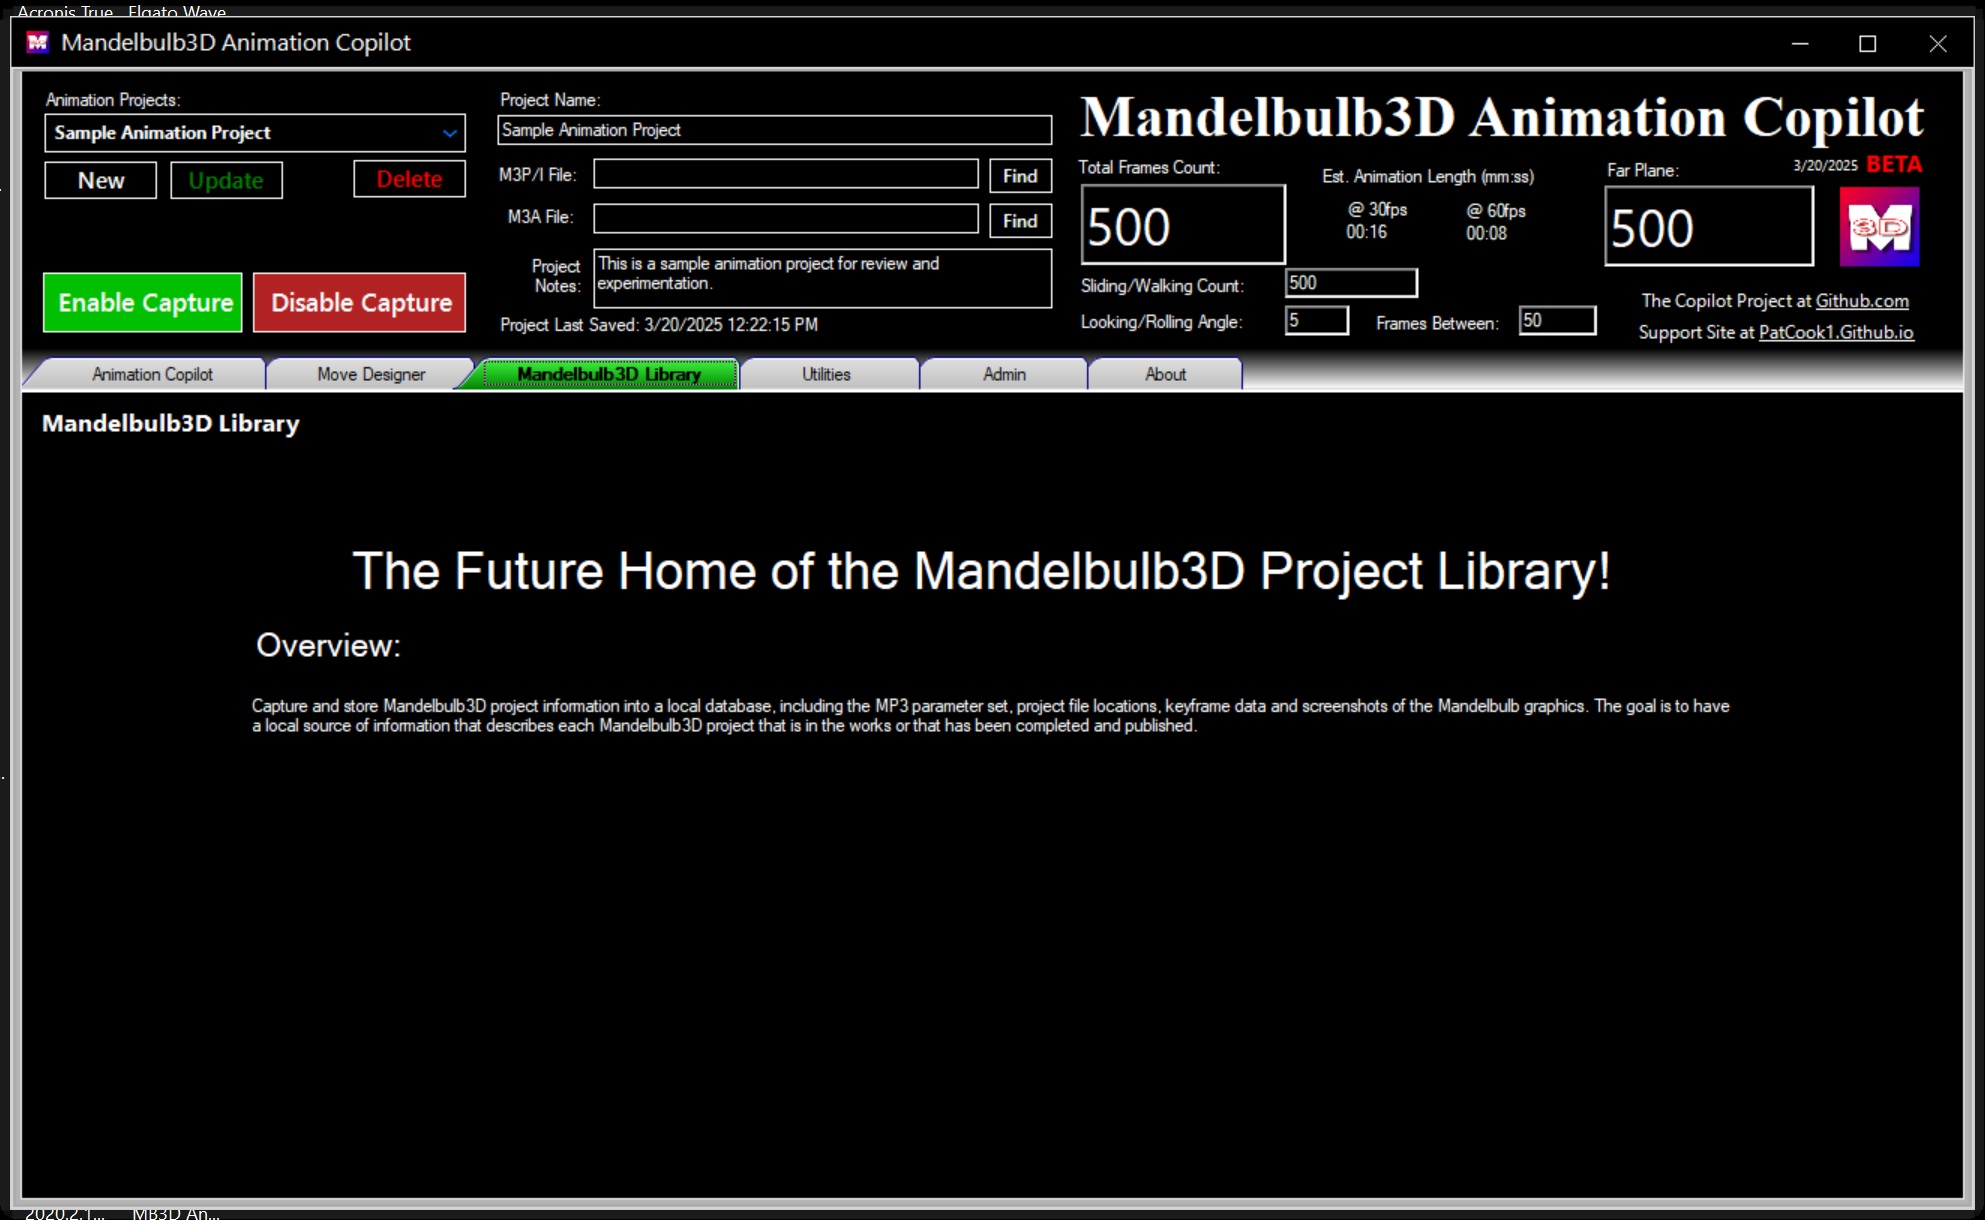 Acronis True... Elgato Wave
Mandelbulb3D Animation Copilot
Animation Projects:
Sample Animation Project
New Update Delete
Enable Capture Disable Capture
Project Name:
Sample Animation Project
M3P/I File: Find
M3A File: Find
Project Notes:
This is a sample animation project for review and
experimentation.
Project Last Saved: 3/20/2025 12:22:15 PM
Mandelbulb3D Animation Copilot
3/20/2025 BETA
Total Frames Count:
500
Est. Animation Length (mm:ss)
@ 30fps @ 60fps
00:16 00:08
Far Plane:
500
M3D
Sliding/Walking Count: 500
Looking/Rolling Angle: 5 Frames Between: 50
The Copilot Project at Github.com
Support Site at PatCook1.Github.io
Animation Copilot Move Designer Mandelbulb3D Library Utilities Admin About
Mandelbulb3D Library
The Future Home of the Mandelbulb3D Project Library!
Overview:
Capture and store Mandelbulb3D project information into a local database, including the MP3 parameter set, project file locations, keyframe data and screenshots of the Mandelbulb graphics. The goal is to have
a local source of information that describes each Mandelbulb3D project that is in the works or that has been completed and published.
2020.2.1... MB3D An...